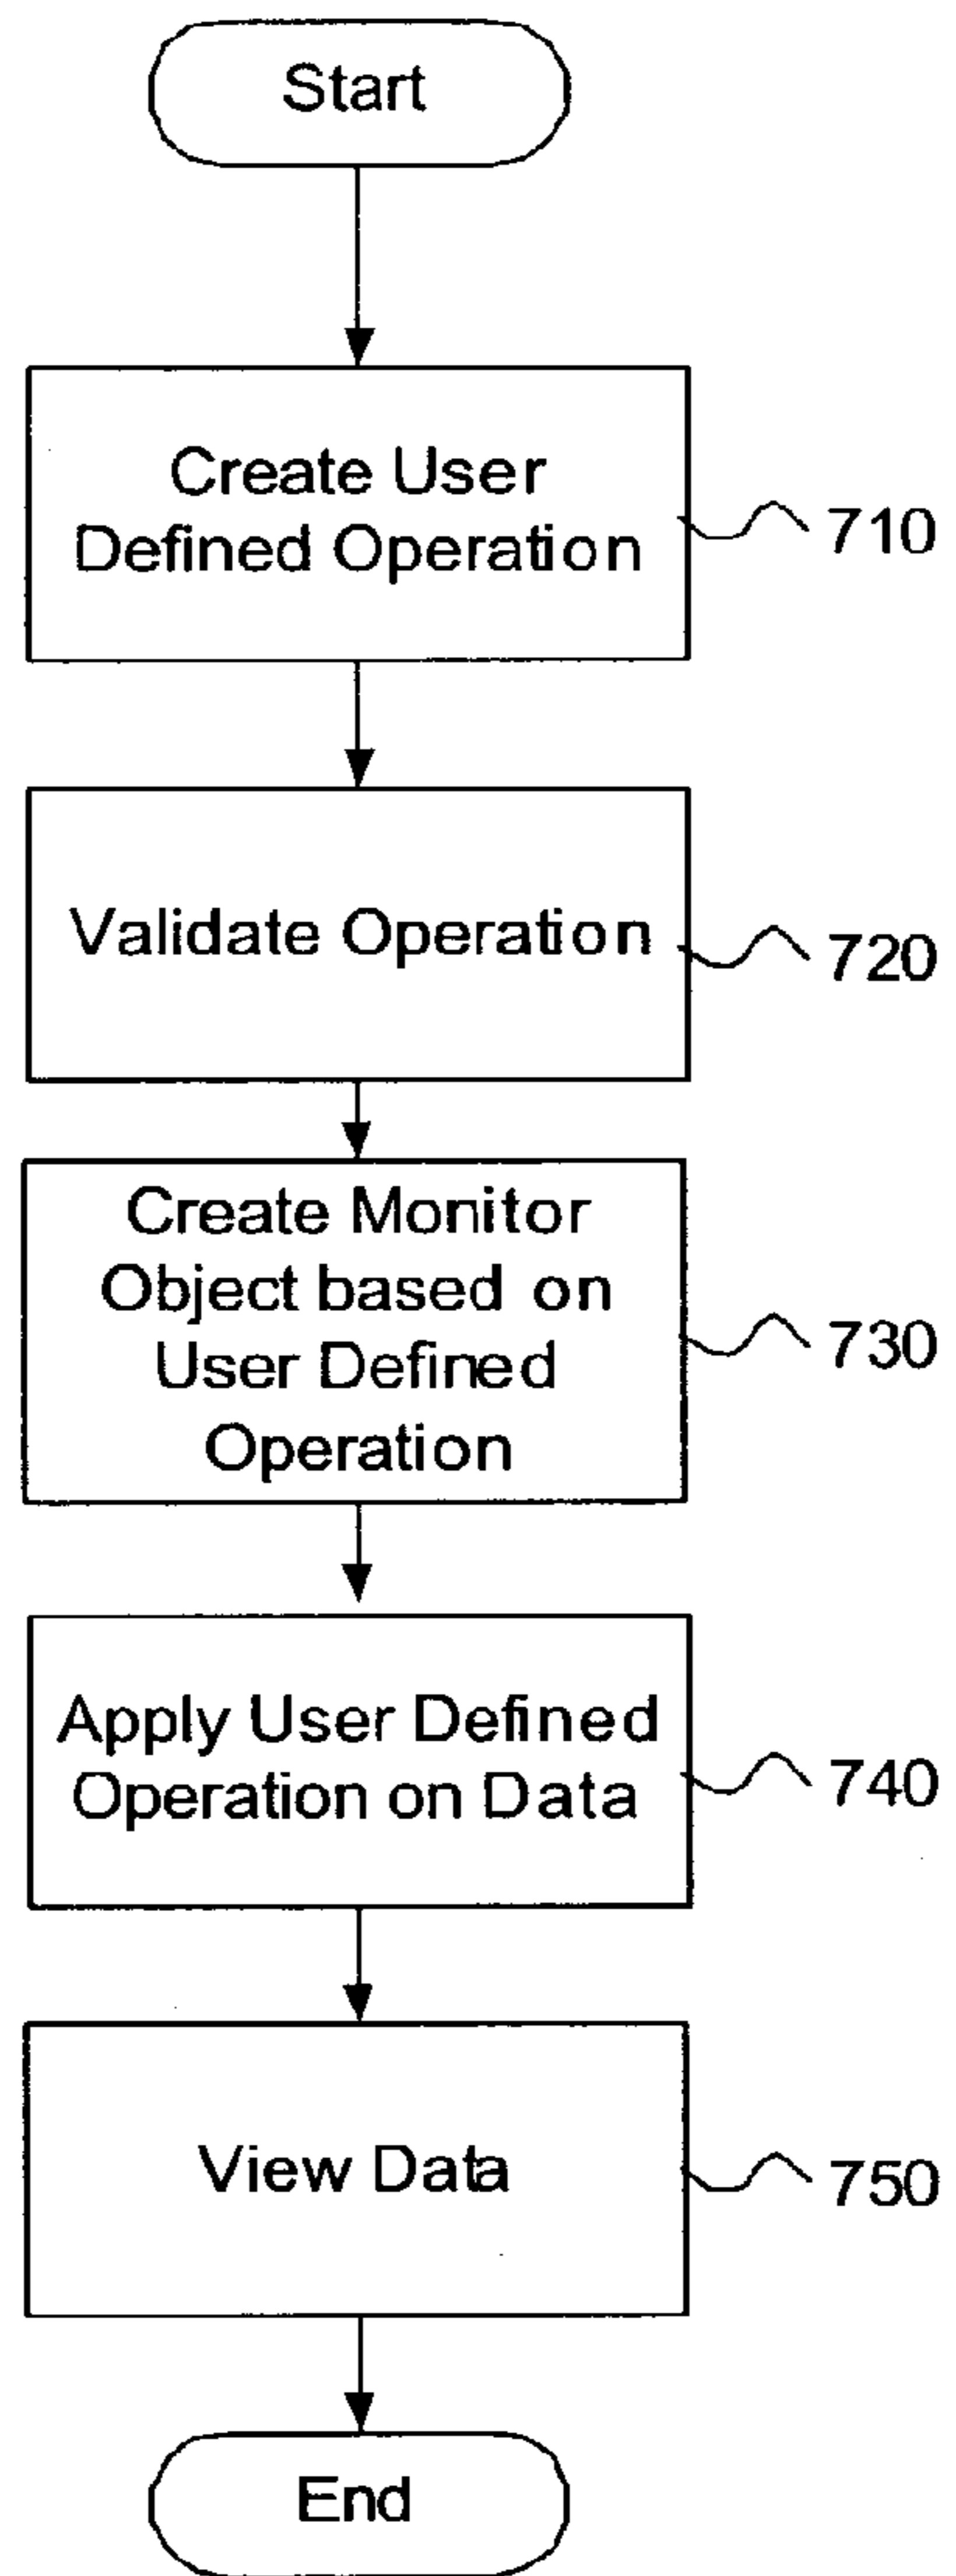 Start
Create User
Defined Operation
710
Validate Operation
720
Create Monitor
Object based on
User Defined
Operation
730
Apply User Defined
Operation on Data
740
View Data
750
End